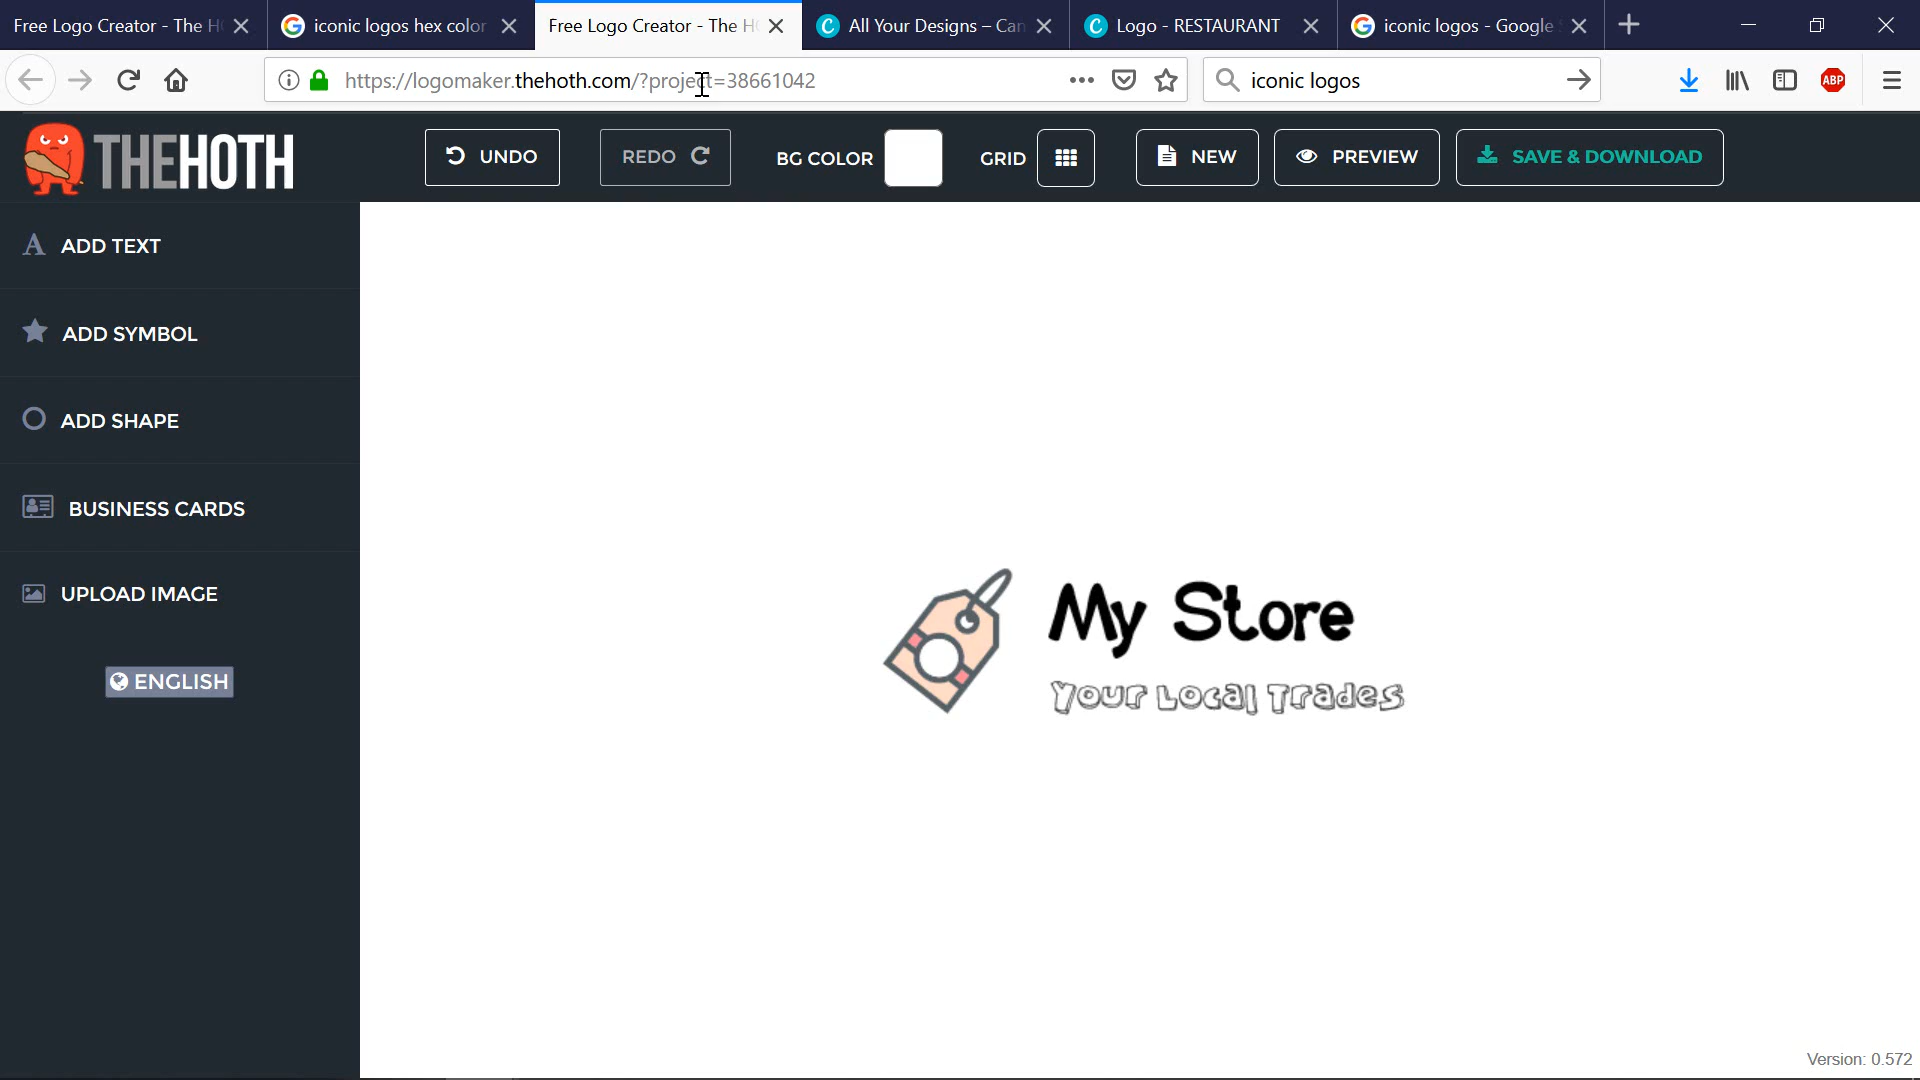 Free Logo Creator - The H
iconic logos hex color
Free Logo Creator - The H
All Your Designs – Can
Logo - RESTAURANT
iconic logos - Google S
https://logomaker.thehoth.com/?project=38661042
iconic logos
ABP
THEHOTH
UNDO
REDO
BG COLOR
GRID
NEW
PREVIEW
SAVE & DOWNLOAD
A ADD TEXT
ADD SYMBOL
ADD SHAPE
BUSINESS CARDS
UPLOAD IMAGE
ENGLISH
My Store
Your Local Trades
Version: 0.572